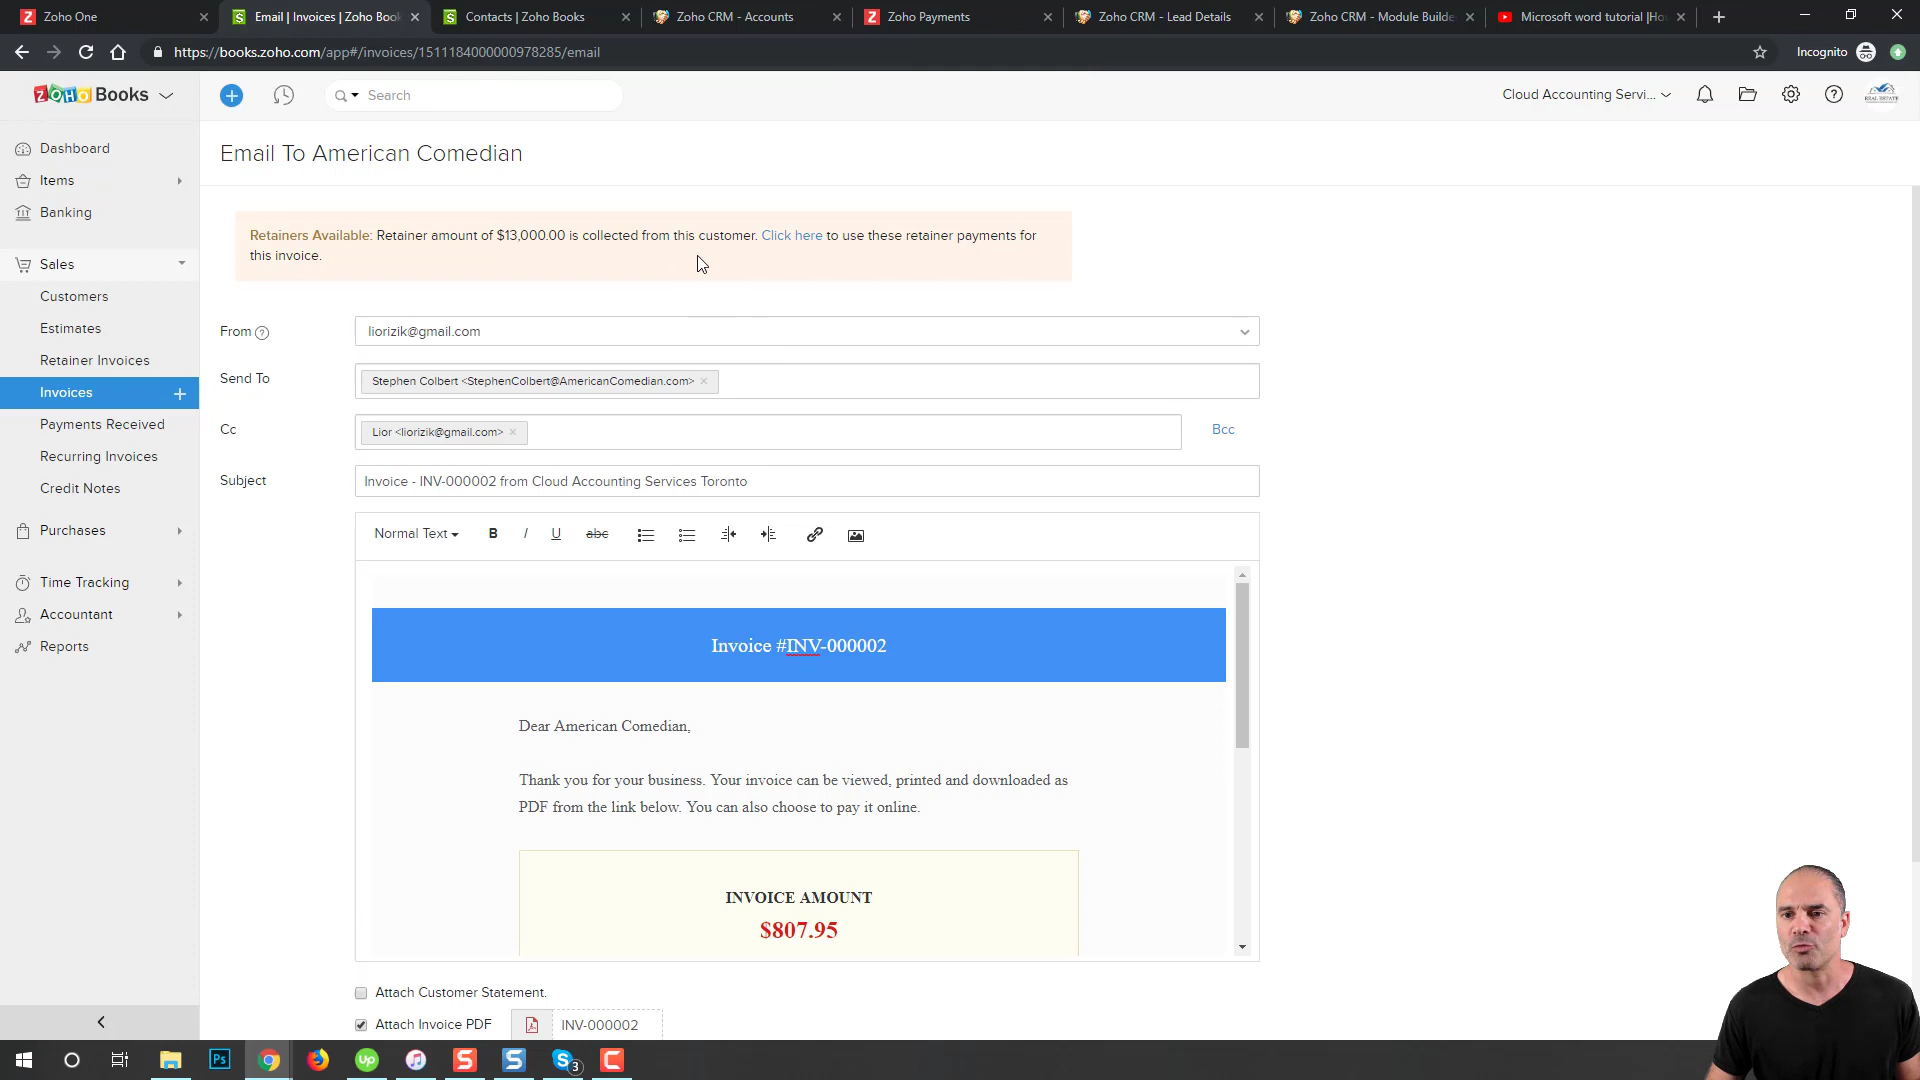 Zoho One
Email | Invoices | Zoho Boo
Contacts | Zoho Books
Zoho CRM - Accounts
Zoho Payments
Zoho CRM - Lead Details
Zoho CRM - Module Builde
Microsoft word tutorial |Ho
https://books.zoho.com/app#/invoices/1511184000000978285/email
Incognito
ZOHO Books
Search
Cloud Accounting Servi...
REAL ESTATE
Dashboard
Items
Banking
Sales
Customers
Estimates
Retainer Invoices
Invoices
Payments Received
Recurring Invoices
Credit Notes
Purchases
Time Tracking
Accountant
Reports
Email To American Comedian
Retainers Available: Retainer amount of $13,000.00 is collected from this customer. Click here to use these retainer payments for
this invoice.
From
liorizik@gmail.com
Send To
Stephen Colbert <StephenColbert@AmericanComedian.com>
Cc
Lior <liorizik@gmail.com>
Bcc
Subject
Invoice - INV-000002 from Cloud Accounting Services Toronto
Normal Text B I U abc
Invoice #INV-000002
Dear American Comedian,
Thank you for your business. Your invoice can be viewed, printed and downloaded as
PDF from the link below. You can also choose to pay it online.
INVOICE AMOUNT
$807.95
Attach Customer Statement.
Attach Invoice PDF
INV-000002
Ps
Up
S
S
S 3
C